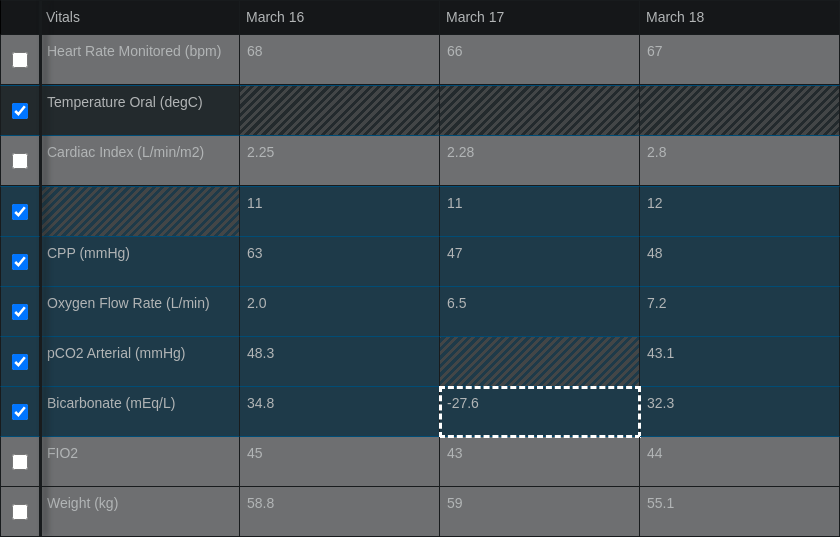 Vitals March 16 March 17 March 18
Heart Rate Monitored (bpm) 68 66 67
Temperature Oral (degC)
Cardiac Index (L/min/m2) 2.25 2.28 2.8
11 11 12
CPP (mmHg) 63 47 48
Oxygen Flow Rate (L/min) 2.0 6.5 7.2
pCO2 Arterial (mmHg) 48.3 43.1
Bicarbonate (mEq/L) 34.8 -27.6 32.3
FIO2 45 43 44
Weight (kg) 58.8 59 55.1